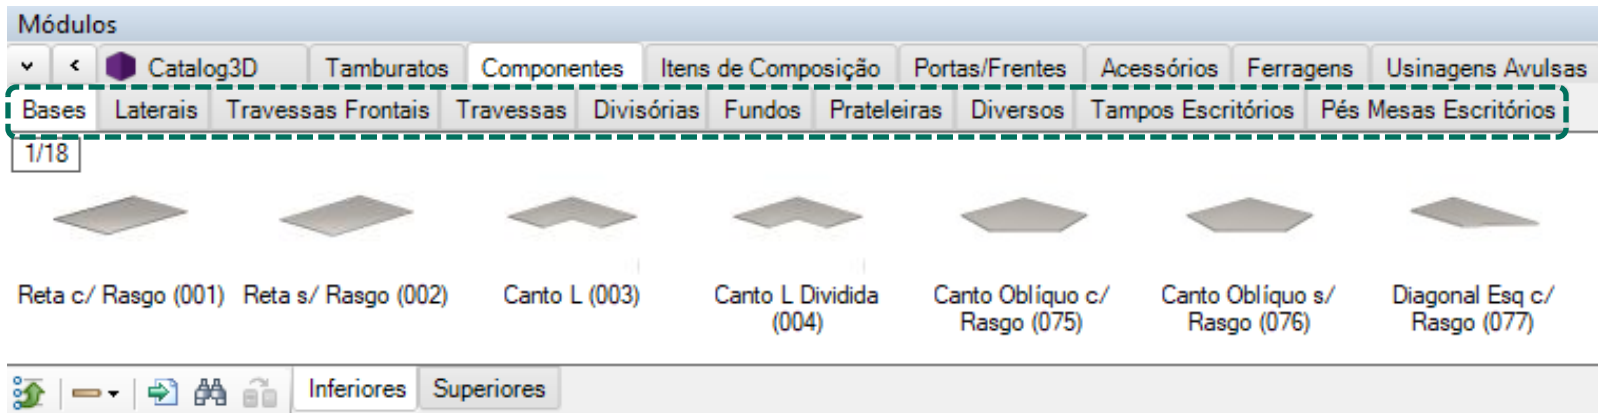 Módulos
Catalog3D Tamburatos Componentes Itens de Composição Portas/Frentes Acessórios Ferragens Usinagens Avulsas
Bases Laterais Travessas Frontais Travessas Divisórias Fundos Prateleiras Diversos Tampos Escritórios Pés Mesas Escritórios
1/18
Reta c/ Rasgo (001) Reta s/ Rasgo (002) Canto L (003) Canto L Dividida Canto Oblíquo c/ Canto Oblíquo s/ Diagonal Esq c/
(004) Rasgo (075) Rasgo (076) Rasgo (077)
Inferiores Superiores